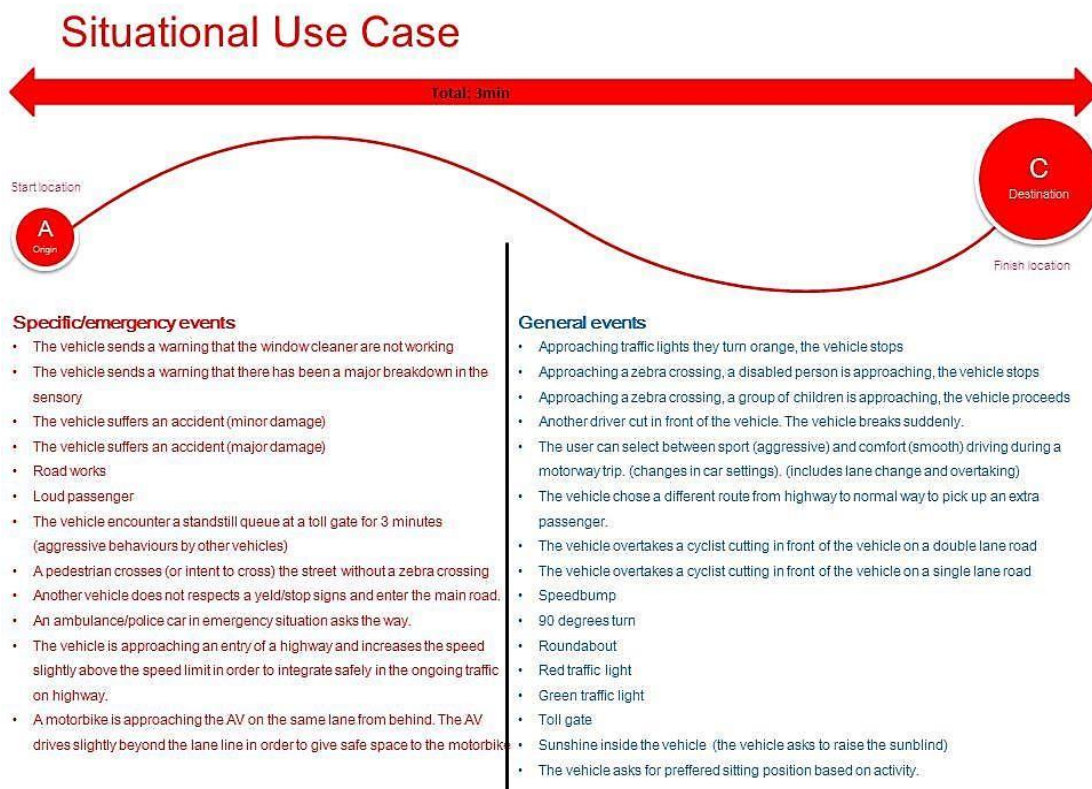 Situational Use Case
Total: 3min
Start location
A
Origin
C
Destination
Finish location
Specific/emergency events
• The vehicle sends a warning that the window cleaner are not working
• The vehicle sends a warning that there has been a major breakdown in the
sensory
• The vehicle suffers an accident (minor damage)
• The vehicle suffers an accident (major damage)
• Road works
• Loud passenger
• The vehicle encounter a standstill queue at a toll gate for 3 minutes
(aggressive behaviours by other vehicles)
• A pedestrian crosses (or intent to cross) the street without a zebra crossing
• Another vehicle does not respects a yeld/stop signs and enter the main road.
• An ambulance/police car in emergency situation asks the way.
• The vehicle is approaching an entry of a highway and increases the speed
slightly above the speed limit in order to integrate safely in the ongoing traffic
on highway.
• A motorbike is approaching the AV on the same lane from behind. The AV
drives slightly beyond the lane line in order to give safe space to the motorbike
General events
• Approaching traffic lights they turn orange, the vehicle stops
• Approaching a zebra crossing, a disabled person is approaching, the vehicle stops
• Approaching a zebra crossing, a group of children is approaching, the vehicle proceeds
• Another driver cut in front of the vehicle. The vehicle breaks suddenly.
• The user can select between sport (aggressive) and comfort (smooth) driving during a
motorway trip. (changes in car settings). (includes lane change and overtaking)
• The vehicle chose a different route from highway to normal way to pick up an extra
passenger.
• The vehicle overtakes a cyclist cutting in front of the vehicle on a double lane road
• The vehicle overtakes a cyclist cutting in front of the vehicle on a single lane road
• Speedbump
• 90 degrees turn
• Roundabout
• Red traffic light
• Green traffic light
• Toll gate
• Sunshine inside the vehicle (the vehicle asks to raise the sunblind)
• The vehicle asks for preffered sitting position based on activity.